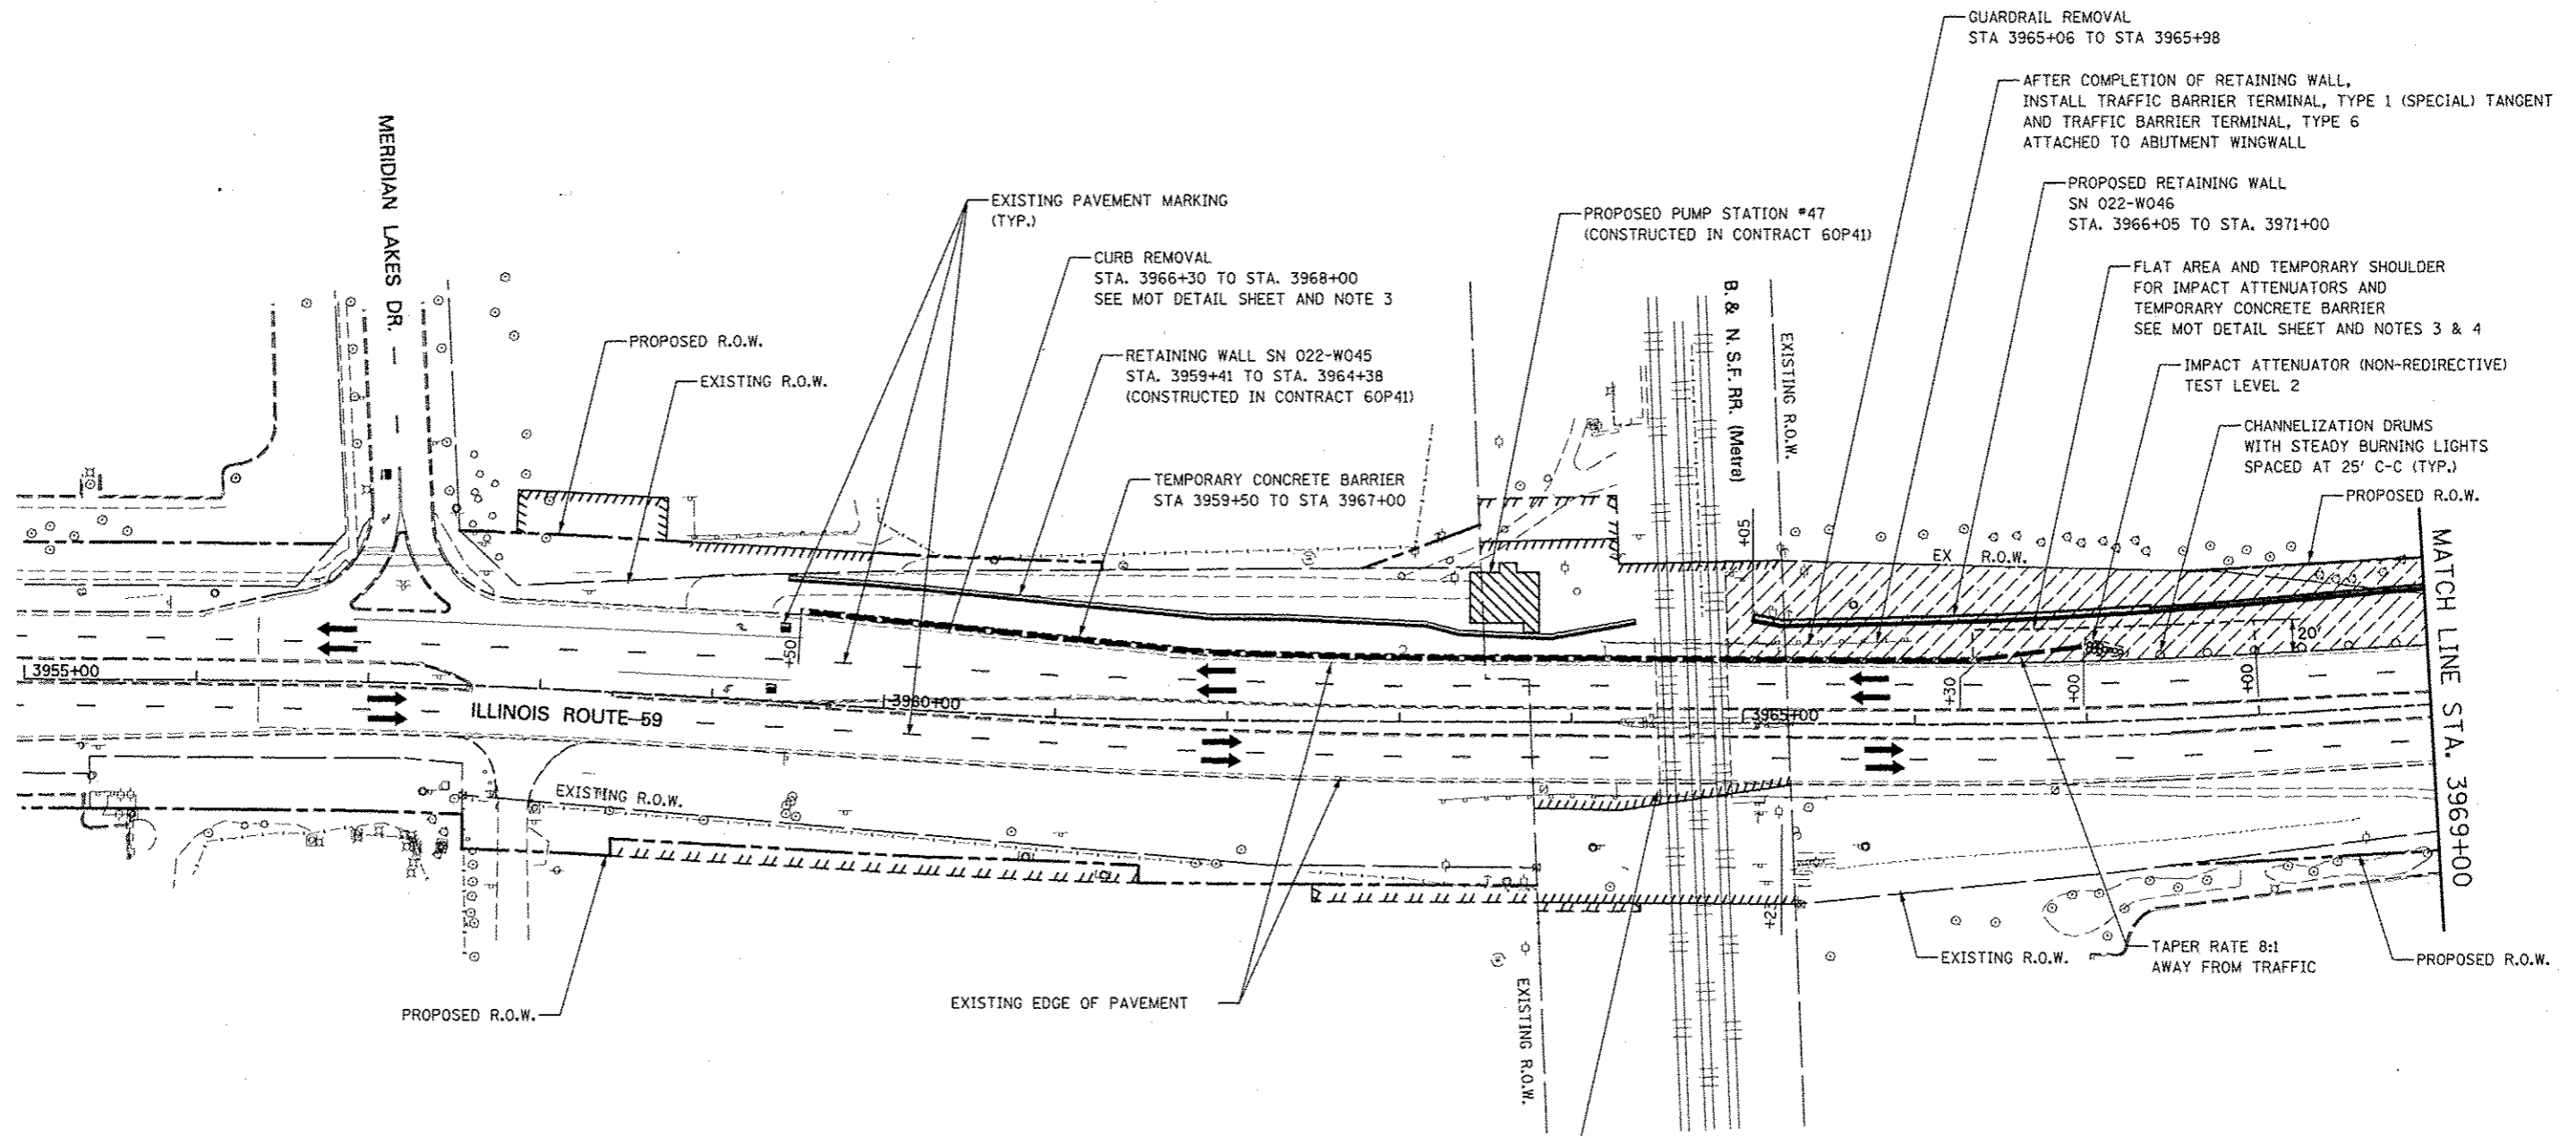 GUARDRAIL REMOVAL
STA 3965+06 TO STA 3965+98
AFTER COMPLETION OF RETAINING WALL,
INSTALL TRAFFIC BARRIER TERMINAL, TYPE 1 (SPECIAL) TANGENT
AND TRAFFIC BARRIER TERMINAL, TYPE 6
ATTACHED TO ABUTMENT WINGWALL
MERIDIAN LAKES DR.
EXISTING PAVEMENT MARKING
(TYP.)
PROPOSED PUMP STATION #47
(CONSTRUCTED IN CONTRACT 60P41)
PROPOSED RETAINING WALL
SN 022-W046
STA. 3966+05 TO STA. 3971+00
CURB REMOVAL
STA. 3966+30 TO STA. 3968+00
SEE MOT DETAIL SHEET AND NOTE 3
FLAT AREA AND TEMPORARY SHOULDER
FOR IMPACT ATTENUATORS AND
TEMPORARY CONCRETE BARRIER
SEE MOT DETAIL SHEET AND NOTES 3 & 4
B. & N. S.F. RR. (Metra)
EXISTING R.O.W.
PROPOSED R.O.W.
EXISTING R.O.W.
RETAINING WALL SN 022-W045
STA. 3959+41 TO STA. 3964+38
(CONSTRUCTED IN CONTRACT 60P41)
IMPACT ATTENUATOR (NON-REDIRECTIVE)
TEST LEVEL 2
CHANNELIZATION DRUMS
WITH STEADY BURNING LIGHTS
SPACED AT 25' C-C (TYP.)
TEMPORARY CONCRETE BARRIER
STA 3959+50 TO STA 3967+00
PROPOSED R.O.W.
+05
EX R.O.W.
MATCH LINE STA. 3969+00
20'
+50
3955+00
3960+00
3965+00
+30
+00
+00
ILLINOIS ROUTE 59
EXISTING R.O.W.
EXISTING R.O.W.
TAPER RATE 8:1
AWAY FROM TRAFFIC
PROPOSED R.O.W.
EXISTING R.O.W.
EXISTING EDGE OF PAVEMENT
PROPOSED R.O.W.